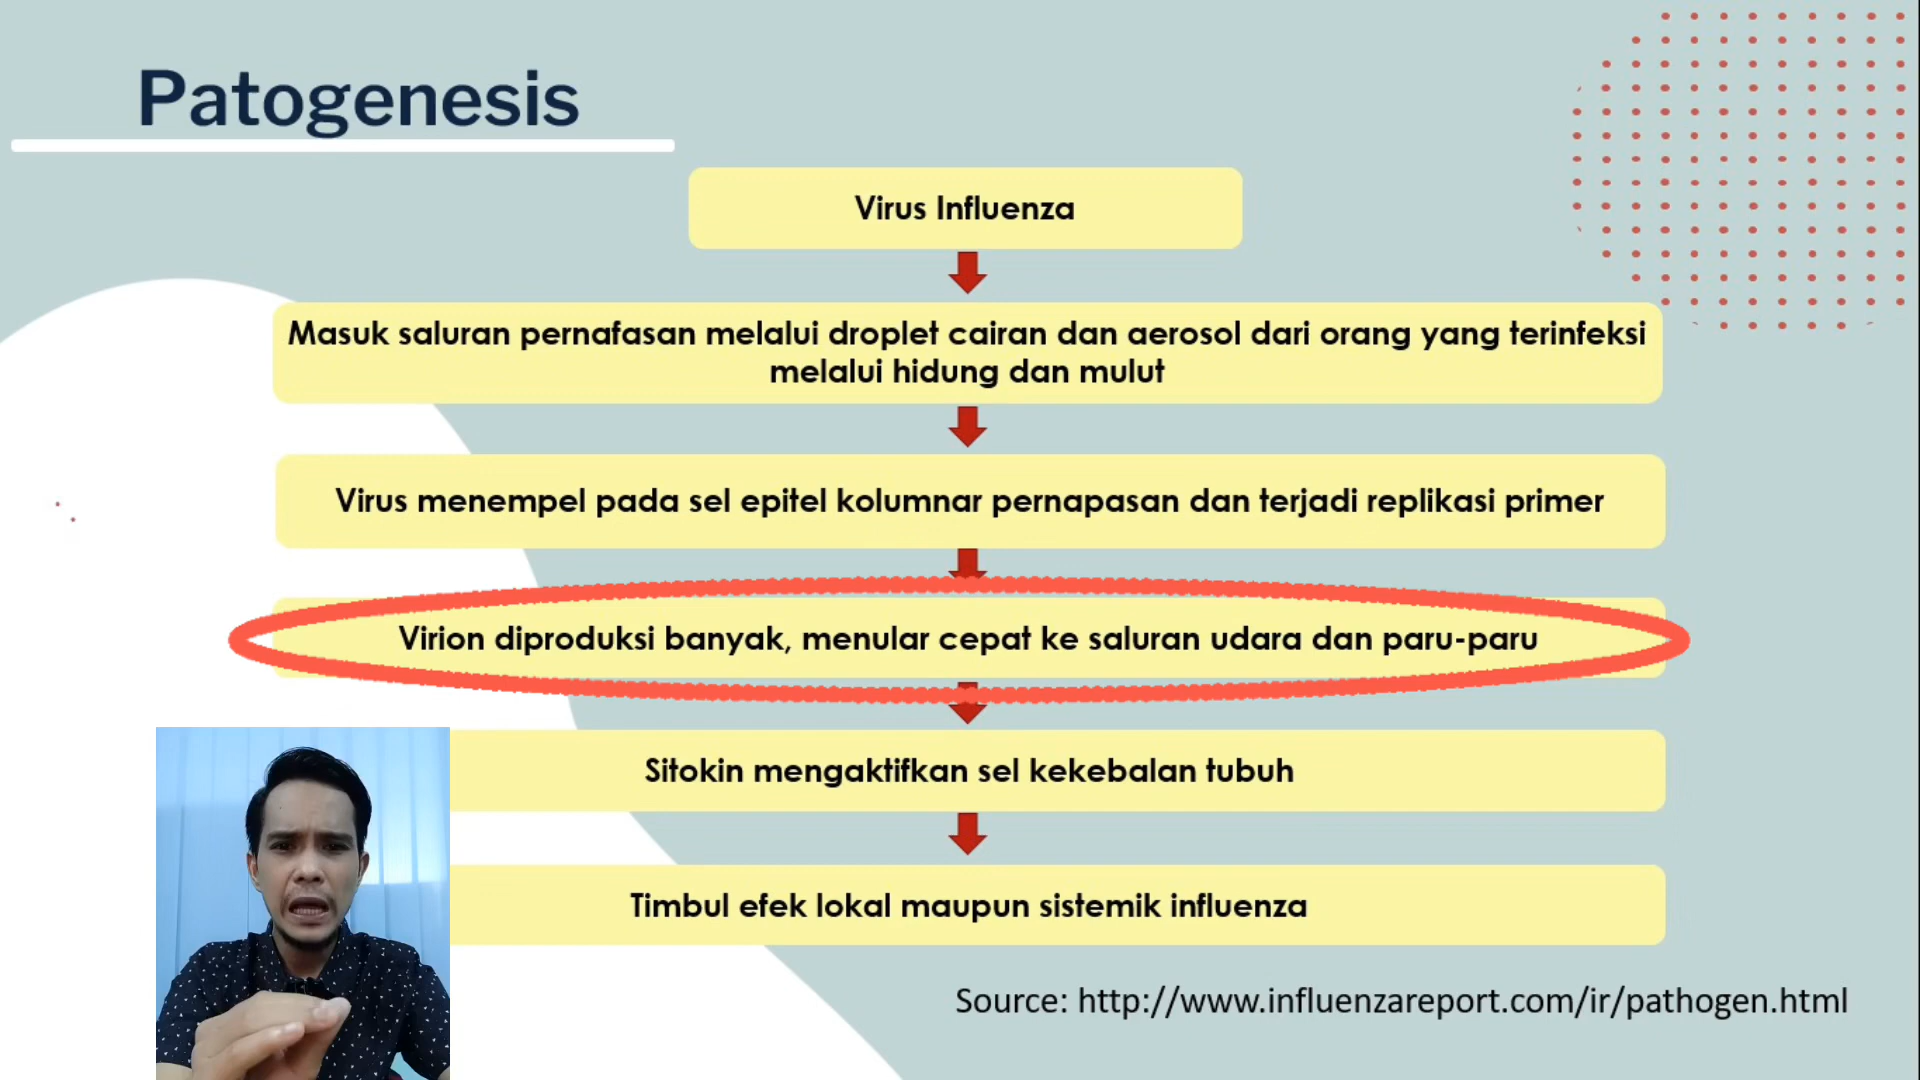 Patogenesis
Virus Influenza
Masuk saluran pernafasan melalui droplet cairan dan aerosol dari orang yang terinfeksi
melalui hidung dan mulut
Virus menempel pada sel epitel kolumnar pernapasan dan terjadi replikasi primer
Virion diproduksi banyak, menular cepat ke saluran udara dan paru-paru
Sitokin mengaktifkan sel kekebalan tubuh
Timbul efek lokal maupun sistemik influenza
Source: http://www.influenzareport.com/ir/pathogen.html